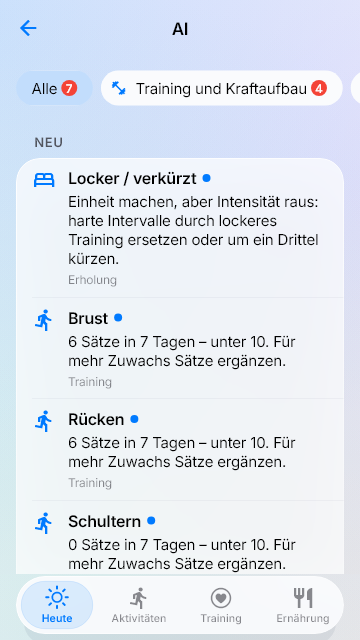 AI
Alle 7
Training und Kraftaufbau 4
NEU
Locker / verkürzt
Einheit machen, aber Intensität raus:
harte Intervalle durch lockeres
Training ersetzen oder um ein Drittel
kürzen.
Erholung
Brust
6 Sätze in 7 Tagen – unter 10. Für
mehr Zuwachs Sätze ergänzen.
Training
Rücken
6 Sätze in 7 Tagen – unter 10. Für
mehr Zuwachs Sätze ergänzen.
Training
Schultern
0 Sätze in 7 Tagen – unter 10. Für
mehr Zuwachs Sätze ergänzen.
Heute
Aktivitäten
Training
Ernährung